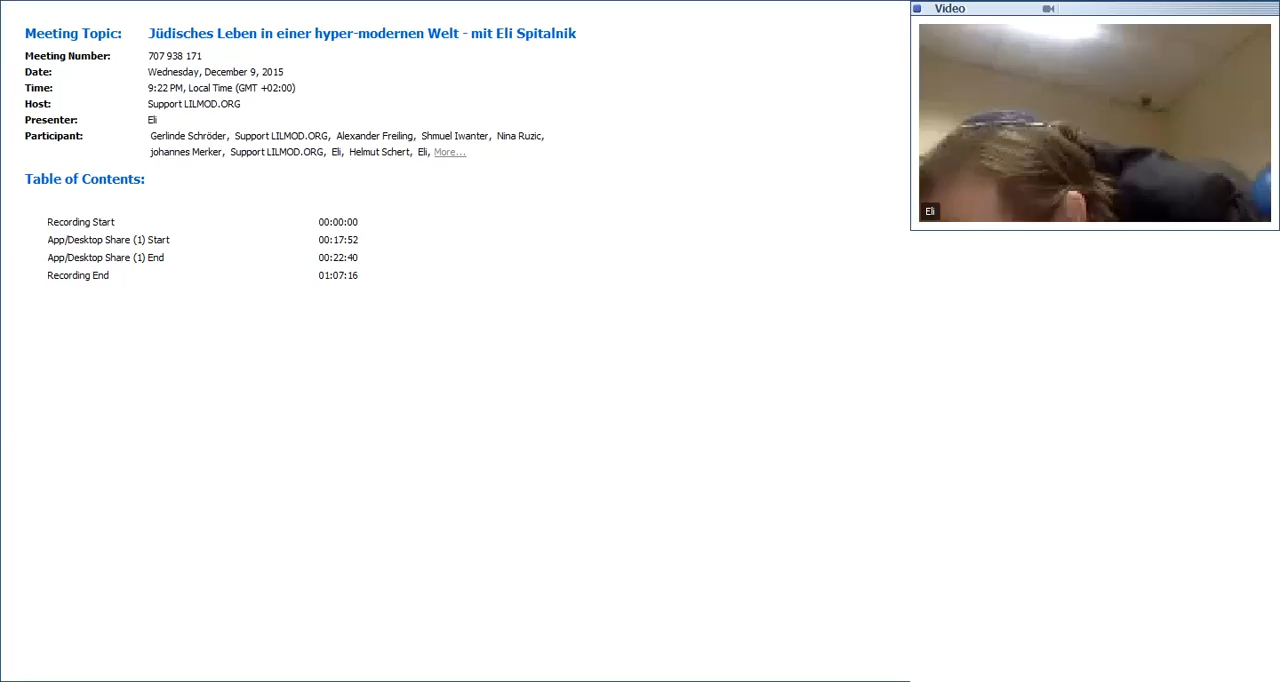 Meeting Topic: Jüdisches Leben in einer hyper-modernen Welt - mit Eli Spitalnik
Meeting Number: 707 938 171
Date: Wednesday, December 9, 2015
Time: 9:22 PM, Local Time (GMT +02:00)
Host: Support LILMOD.ORG
Presenter: Eli
Participant: Gerlinde Schröder, Support LILMOD.ORG, Alexander Freiling, Shmuel Iwanter, Nina Ruzic,
johannes Merker, Support LILMOD.ORG, Eli, Helmut Schert, Eli, More...
Table of Contents:
Recording Start 00:00:00
App/Desktop Share (1) Start 00:17:52
App/Desktop Share (1) End 00:22:40
Recording End 01:07:16
Video
Eli